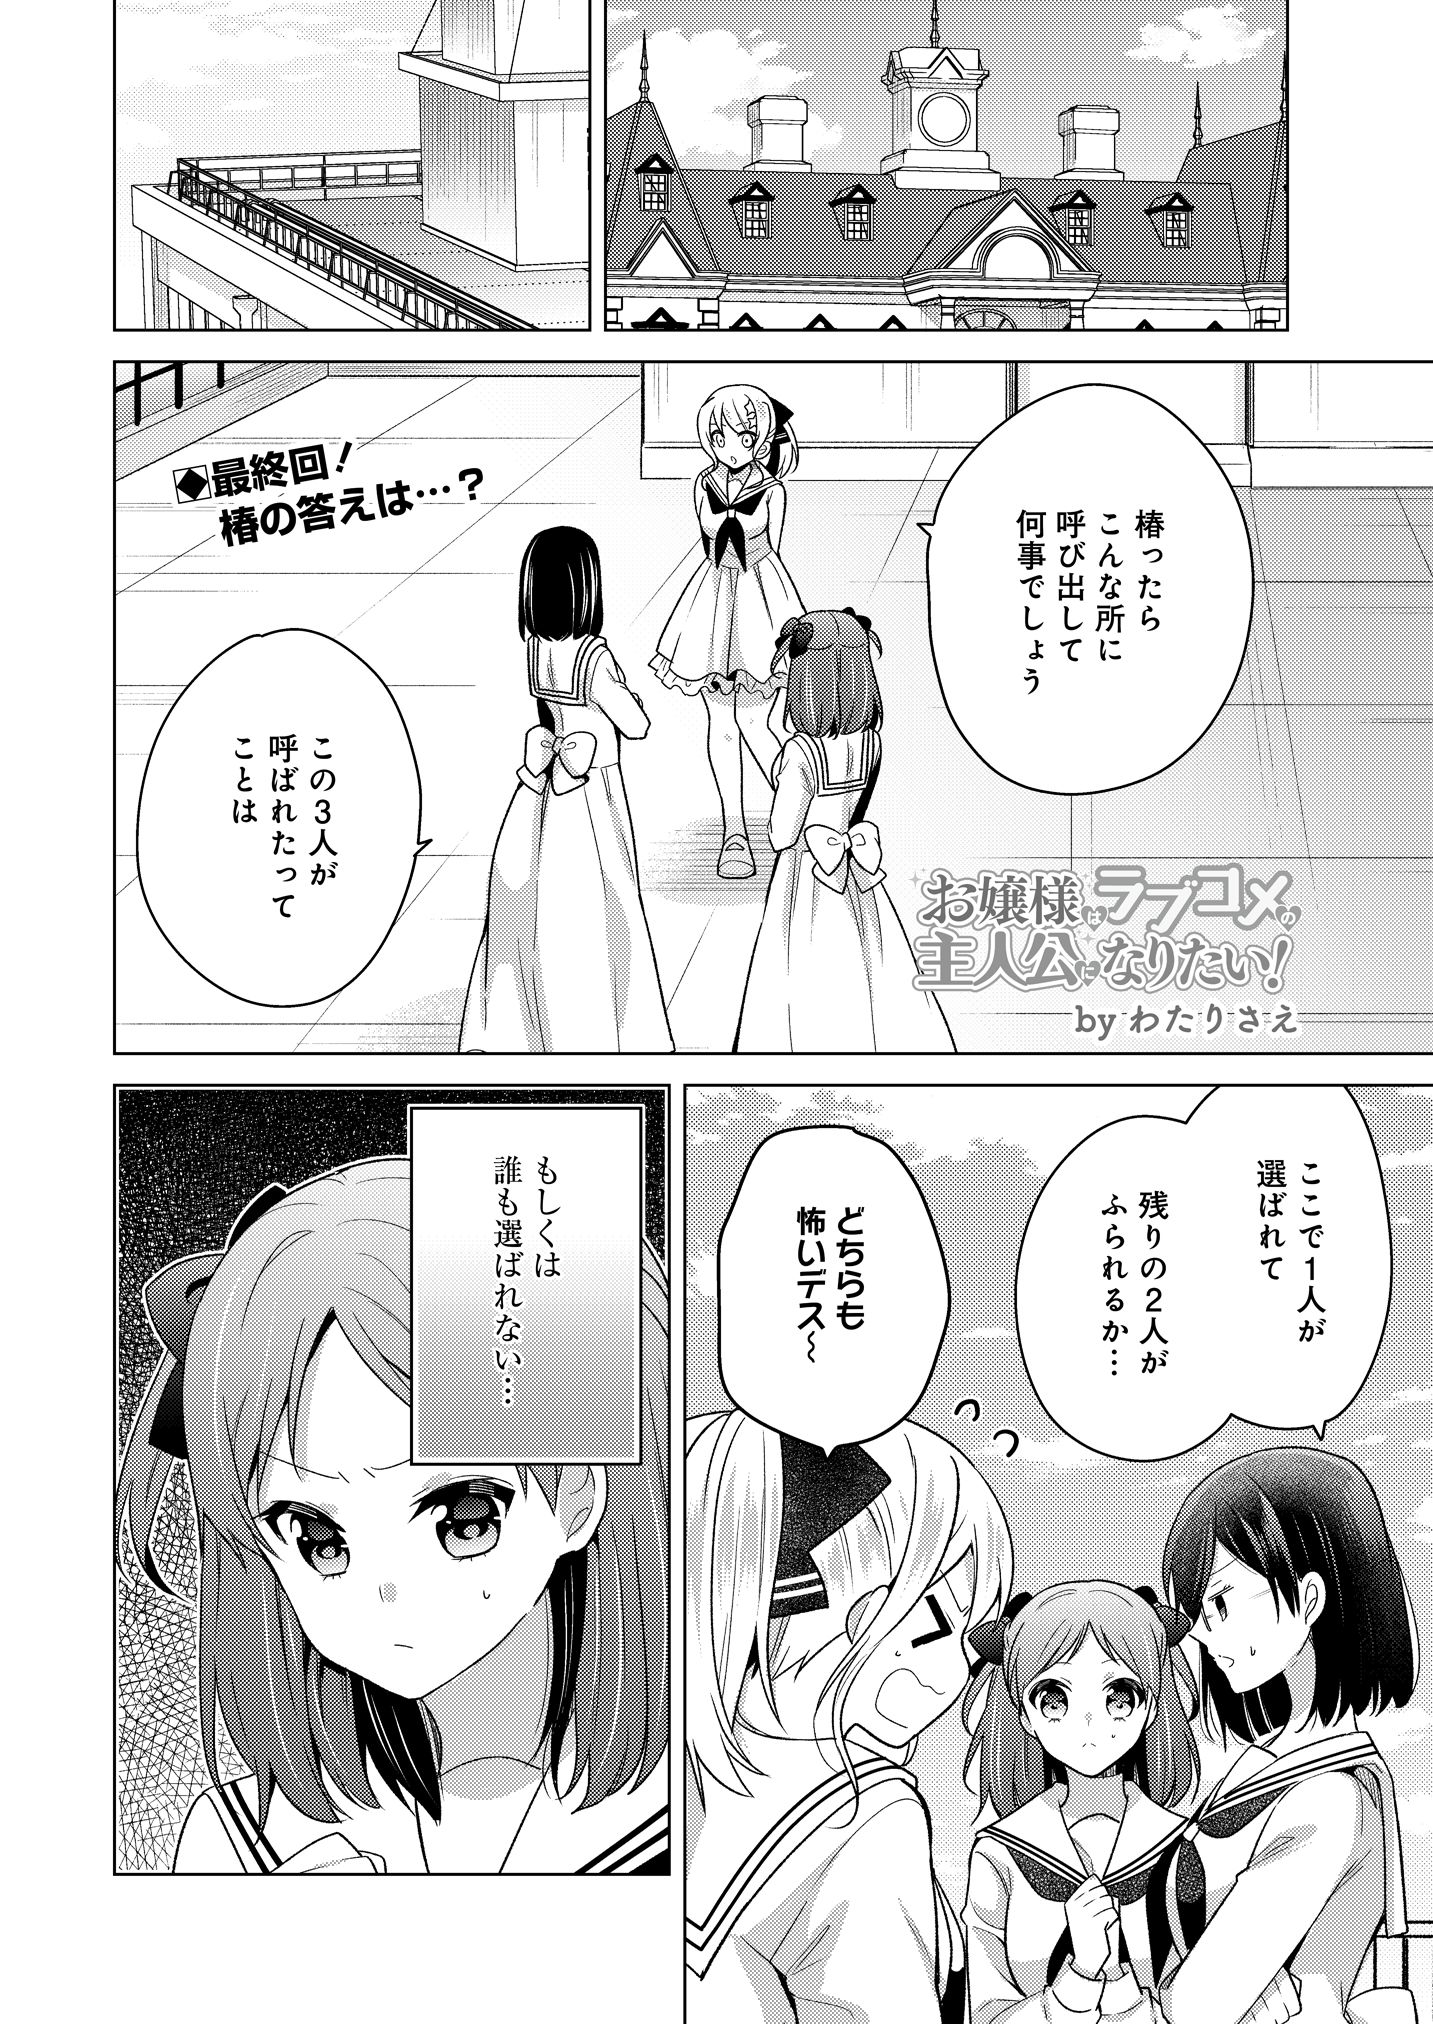 椿ったら
こんな所に
呼び出して
何事でしょう
◆最終回！
椿の答えは…？
この3人が
呼ばれたって
ことは
お嬢様はラブコメの
主人公になりたい！
by わたりさえ
ここで1人が
選ばれて
残りの2人が
ふられるか…
どちらも
怖いデス～
もしくは
誰も選ばれない…